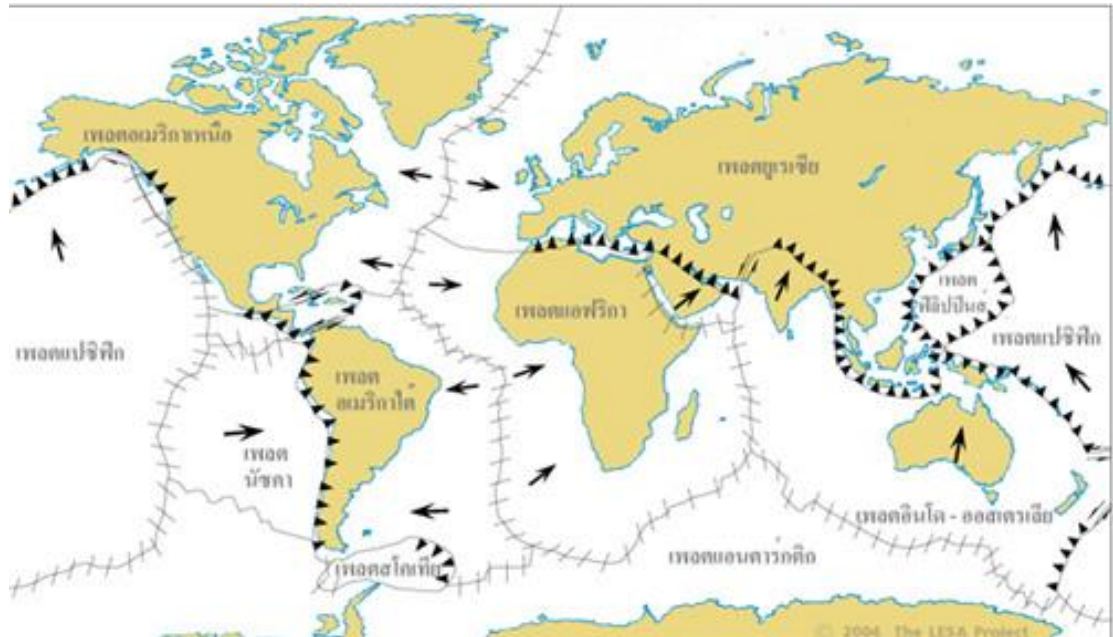 เพลตอเมริกาเหนือ
เพลตยูเรเซีย
เพลต
ฟิลิปปินส์
เพลตแอฟริกา
เพลตแปซิฟิก
เพลตแปซิฟิก
เพลต
อเมริกาใต้
เพลต
นัซกา
เพลตอินโด - ออสเตรเลีย
เพลตแอนตาร์กติก
เพลตสโคเทีย
© 2004 The LESA Project